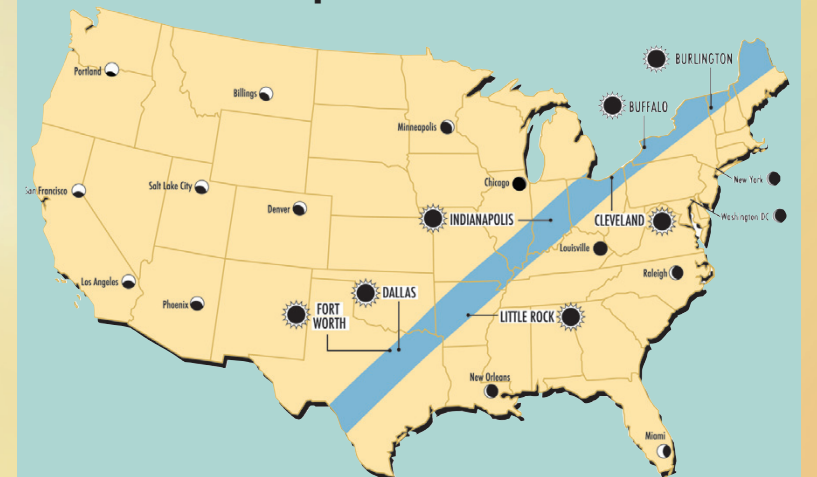 BURLINGTON
Portland
Billings
BUFFALO
Minneapolis
Chicago
New York
San Francisco
Salt Lake City
Denver
INDIANAPOLIS
CLEVELAND
Washington DC
Louisville
Los Angeles
Raleigh
Phoenix
DALLAS
FORT
WORTH
LITTLE ROCK
New Orleans
Miami